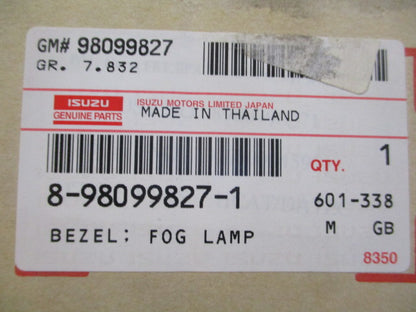 GM# 98099827
GR. 7.832
ISUZU
GENUINE PARTS
ISUZU MOTORS LIMITED JAPAN
MADE IN THAILAND
QTY. 1
8-98099827-1
601-338
BEZEL; FOG LAMP
M GB
8350